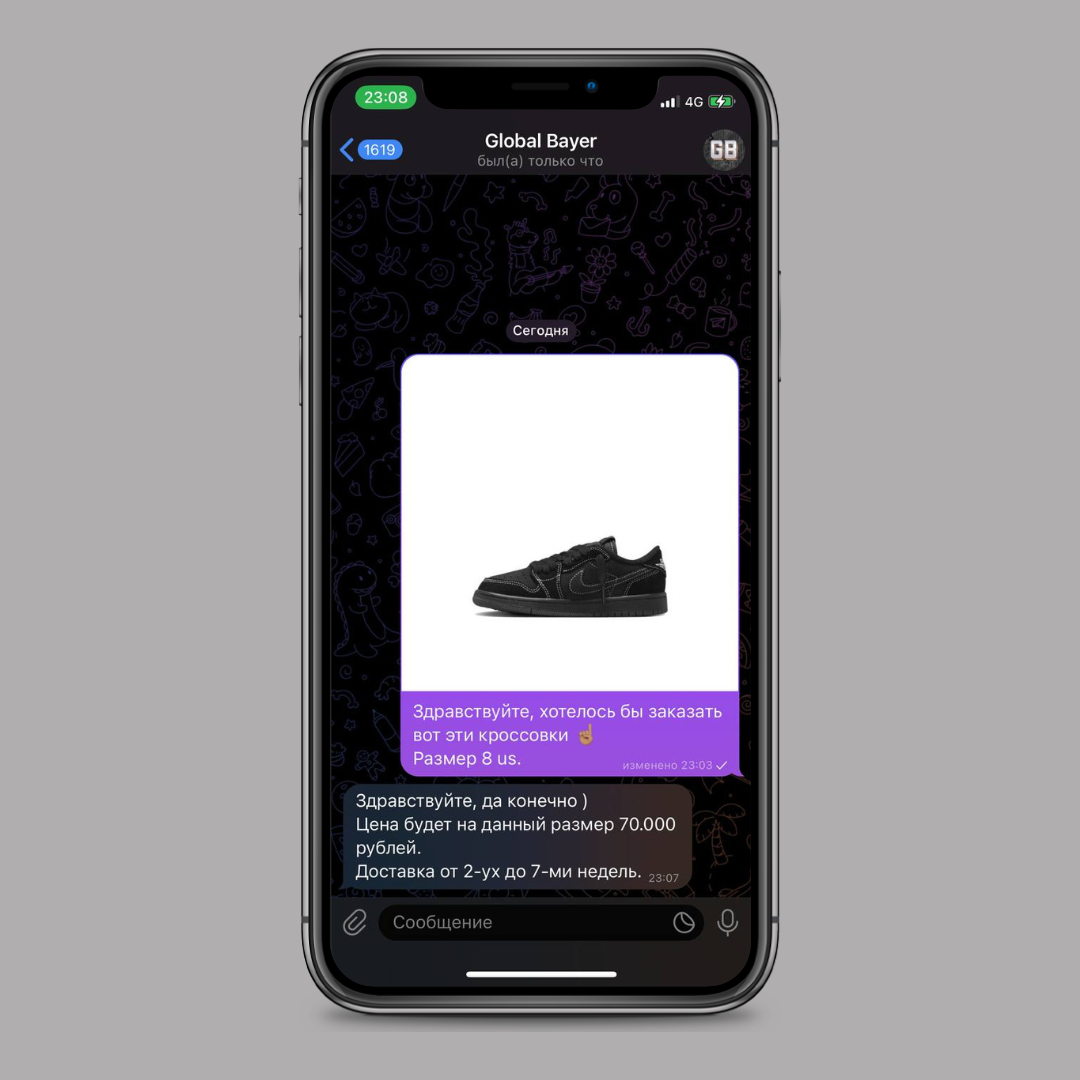 23:08
4G
1619
Global Bayer
GB
был(а) только что
Сегодня
Здравствуйте, хотелось бы заказать
вот эти кроссовки ☝🏽
Размер 8 us.
изменено 23:03
Здравствуйте, да конечно )
Цена будет на данный размер 70.000
рублей.
Доставка от 2-ух до 7-ми недель.
23:07
Сообщение